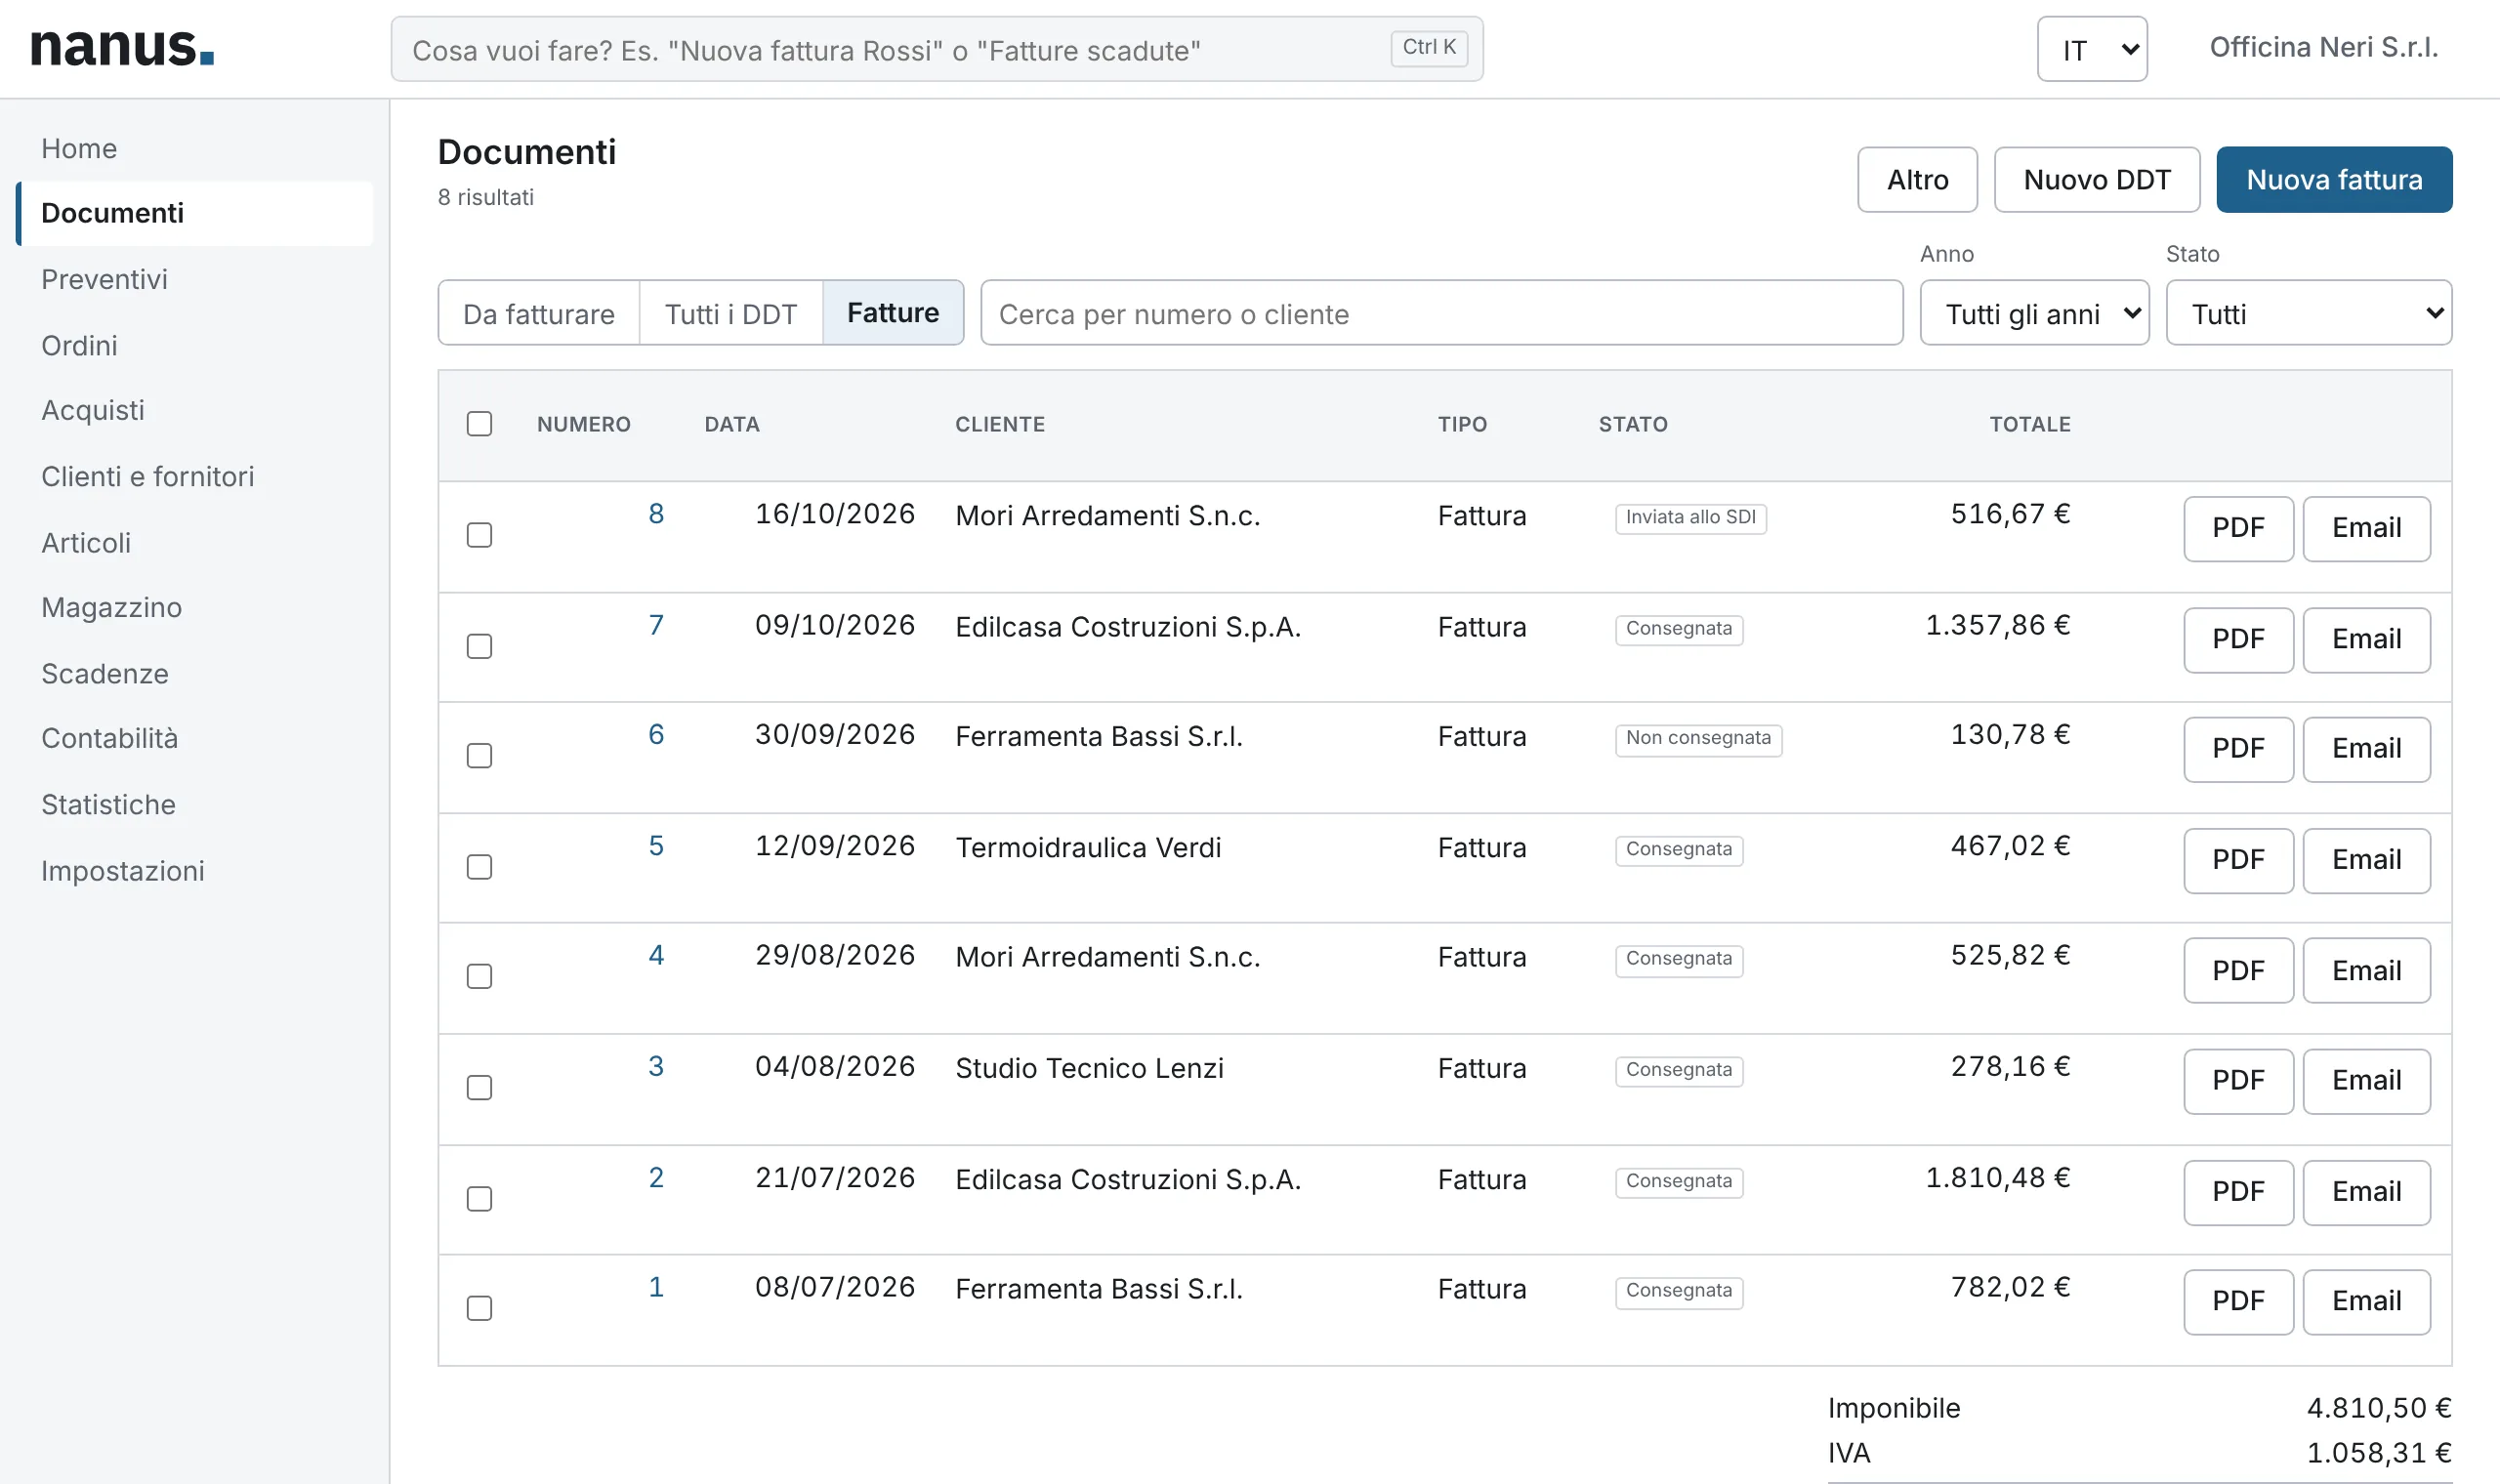 nanus.
Cosa vuoi fare? Es. "Nuova fattura Rossi" o "Fatture scadute" Ctrl K
IT
Officina Neri S.r.l.
Home
Documenti
Preventivi
Ordini
Acquisti
Clienti e fornitori
Articoli
Magazzino
Scadenze
Contabilità
Statistiche
Impostazioni
Documenti
8 risultati
Altro Nuovo DDT Nuova fattura
Anno Stato
Da fatturare Tutti i DDT Fatture Cerca per numero o cliente Tutti gli anni Tutti
NUMERO DATA CLIENTE TIPO STATO TOTALE
8 16/10/2026 Mori Arredamenti S.n.c. Fattura Inviata allo SDI 516,67 € PDF Email
7 09/10/2026 Edilcasa Costruzioni S.p.A. Fattura Consegnata 1.357,86 € PDF Email
6 30/09/2026 Ferramenta Bassi S.r.l. Fattura Non consegnata 130,78 € PDF Email
5 12/09/2026 Termoidraulica Verdi Fattura Consegnata 467,02 € PDF Email
4 29/08/2026 Mori Arredamenti S.n.c. Fattura Consegnata 525,82 € PDF Email
3 04/08/2026 Studio Tecnico Lenzi Fattura Consegnata 278,16 € PDF Email
2 21/07/2026 Edilcasa Costruzioni S.p.A. Fattura Consegnata 1.810,48 € PDF Email
1 08/07/2026 Ferramenta Bassi S.r.l. Fattura Consegnata 782,02 € PDF Email
Imponibile 4.810,50 €
IVA 1.058,31 €